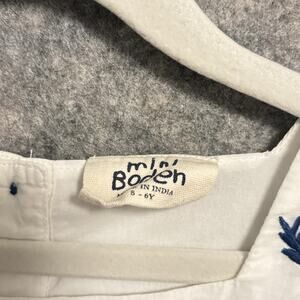 mini
Boden
IN INDIA
5 - 6Y